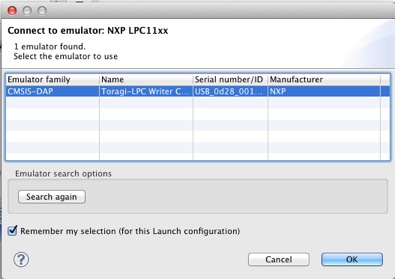 Connect to emulator: NXP LPC11xx
1 emulator found.
Select the emulator to use
Emulator family Name Serial number/ID Manufacturer
CMSIS-DAP Toragi-LPC Writer C... USB_0d28_001... NXP
Emulator search options
Search again
Remember my selection (for this Launch configuration)
? Cancel OK